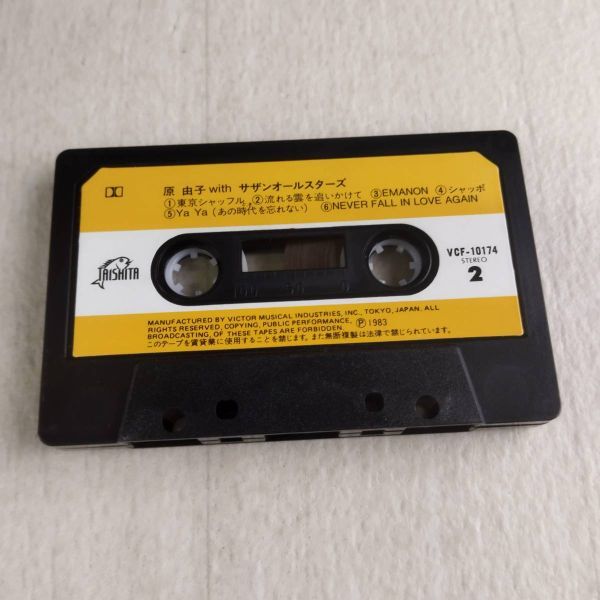 原 由子 with サザンオールスターズ
①東京シャッフル ②流れる雲を追いかけて ③EMANON ④シャッポ
⑤Ya Ya (あの時代を忘れない) ⑥NEVER FALL IN LOVE AGAIN
TAISHITA
VCF-10174
STEREO
2
100 50 0
MANUFACTURED BY VICTOR MUSICAL INDUSTRIES, INC., TOKYO, JAPAN. ALL
RIGHTS RESERVED, COPYING, PUBLIC PERFORMANCE,
BROADCASTING, OF THESE TAPES ARE FORBIDDEN. Ⓟ1983
このテープを賃貸業に使用することを禁じます。また無断複製は法律で禁じられています。